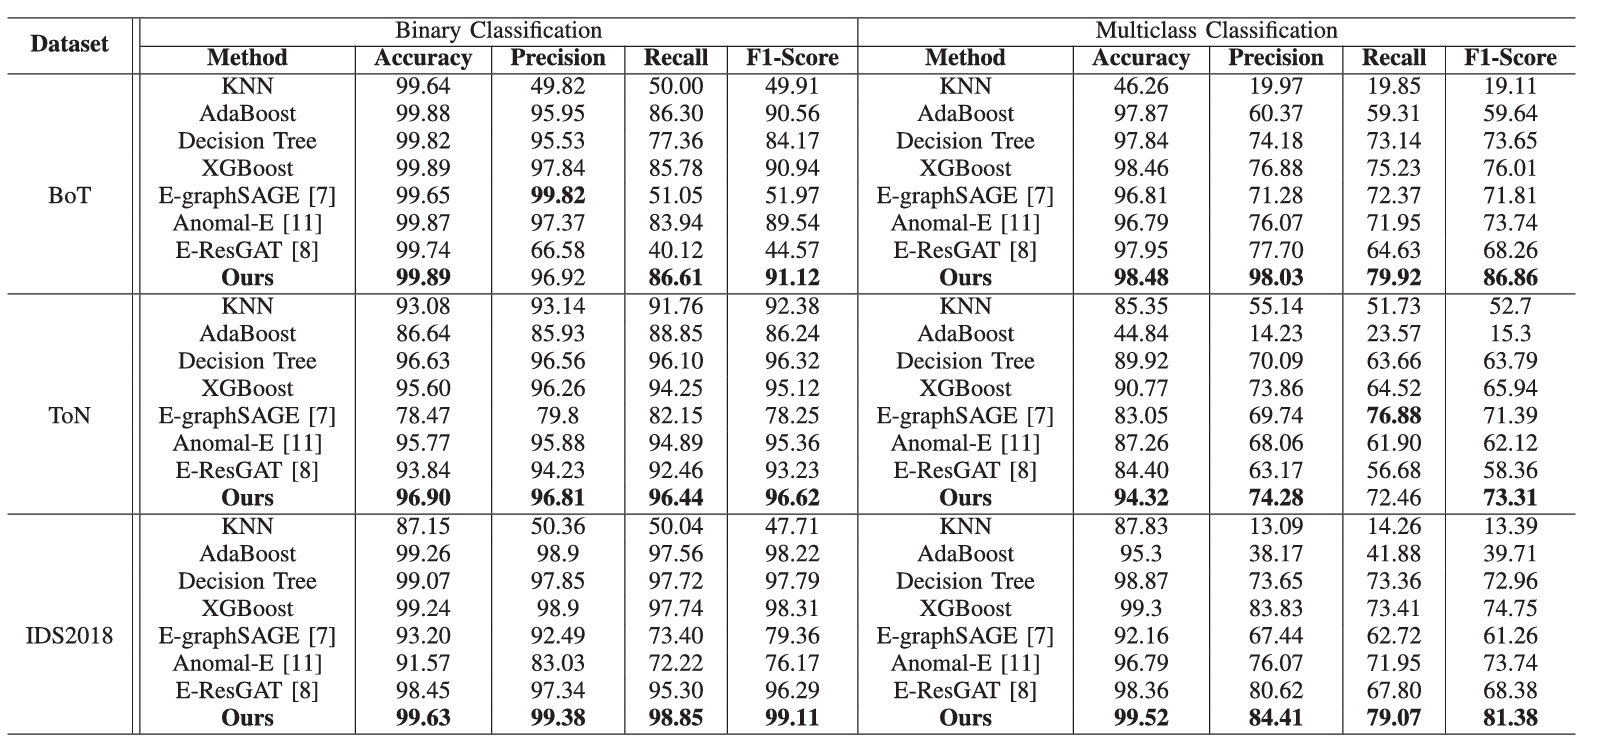 Dataset Binary Classification Multiclass Classification
Method Accuracy Precision Recall F1-Score Method Accuracy Precision Recall F1-Score
BoT KNN 99.64 49.82 50.00 49.91 KNN 46.26 19.97 19.85 19.11
AdaBoost 99.88 95.95 86.30 90.56 AdaBoost 97.87 60.37 59.31 59.64
Decision Tree 99.82 95.53 77.36 84.17 Decision Tree 97.84 74.18 73.14 73.65
XGBoost 99.89 97.84 85.78 90.94 XGBoost 98.46 76.88 75.23 76.01
E-graphSAGE [7] 99.65 99.82 51.05 51.97 E-graphSAGE [7] 96.81 71.28 72.37 71.81
Anomal-E [11] 99.87 97.37 83.94 89.54 Anomal-E [11] 96.79 76.07 71.95 73.74
E-ResGAT [8] 99.74 66.58 40.12 44.57 E-ResGAT [8] 97.95 77.70 64.63 68.26
Ours 99.89 96.92 86.61 91.12 Ours 98.48 98.03 79.92 86.86
ToN KNN 93.08 93.14 91.76 92.38 KNN 85.35 55.14 51.73 52.7
AdaBoost 86.64 85.93 88.85 86.24 AdaBoost 44.84 14.23 23.57 15.3
Decision Tree 96.63 96.56 96.10 96.32 Decision Tree 89.92 70.09 63.66 63.79
XGBoost 95.60 96.26 94.25 95.12 XGBoost 90.77 73.86 64.52 65.94
E-graphSAGE [7] 78.47 79.8 82.15 78.25 E-graphSAGE [7] 83.05 69.74 76.88 71.39
Anomal-E [11] 95.77 95.88 94.89 95.36 Anomal-E [11] 87.26 68.06 61.90 62.12
E-ResGAT [8] 93.84 94.23 92.46 93.23 E-ResGAT [8] 84.40 63.17 56.68 58.36
Ours 96.90 96.81 96.44 96.62 Ours 94.32 74.28 72.46 73.31
IDS2018 KNN 87.15 50.36 50.04 47.71 KNN 87.83 13.09 14.26 13.39
AdaBoost 99.26 98.9 97.56 98.22 AdaBoost 95.3 38.17 41.88 39.71
Decision Tree 99.07 97.85 97.72 97.79 Decision Tree 98.87 73.65 73.36 72.96
XGBoost 99.24 98.9 97.74 98.31 XGBoost 99.3 83.83 73.41 74.75
E-graphSAGE [7] 93.20 92.49 73.40 79.36 E-graphSAGE [7] 92.16 67.44 62.72 61.26
Anomal-E [11] 91.57 83.03 72.22 76.17 Anomal-E [11] 96.79 76.07 71.95 73.74
E-ResGAT [8] 98.45 97.34 95.30 96.29 E-ResGAT [8] 98.36 80.62 67.80 68.38
Ours 99.63 99.38 98.85 99.11 Ours 99.52 84.41 79.07 81.38